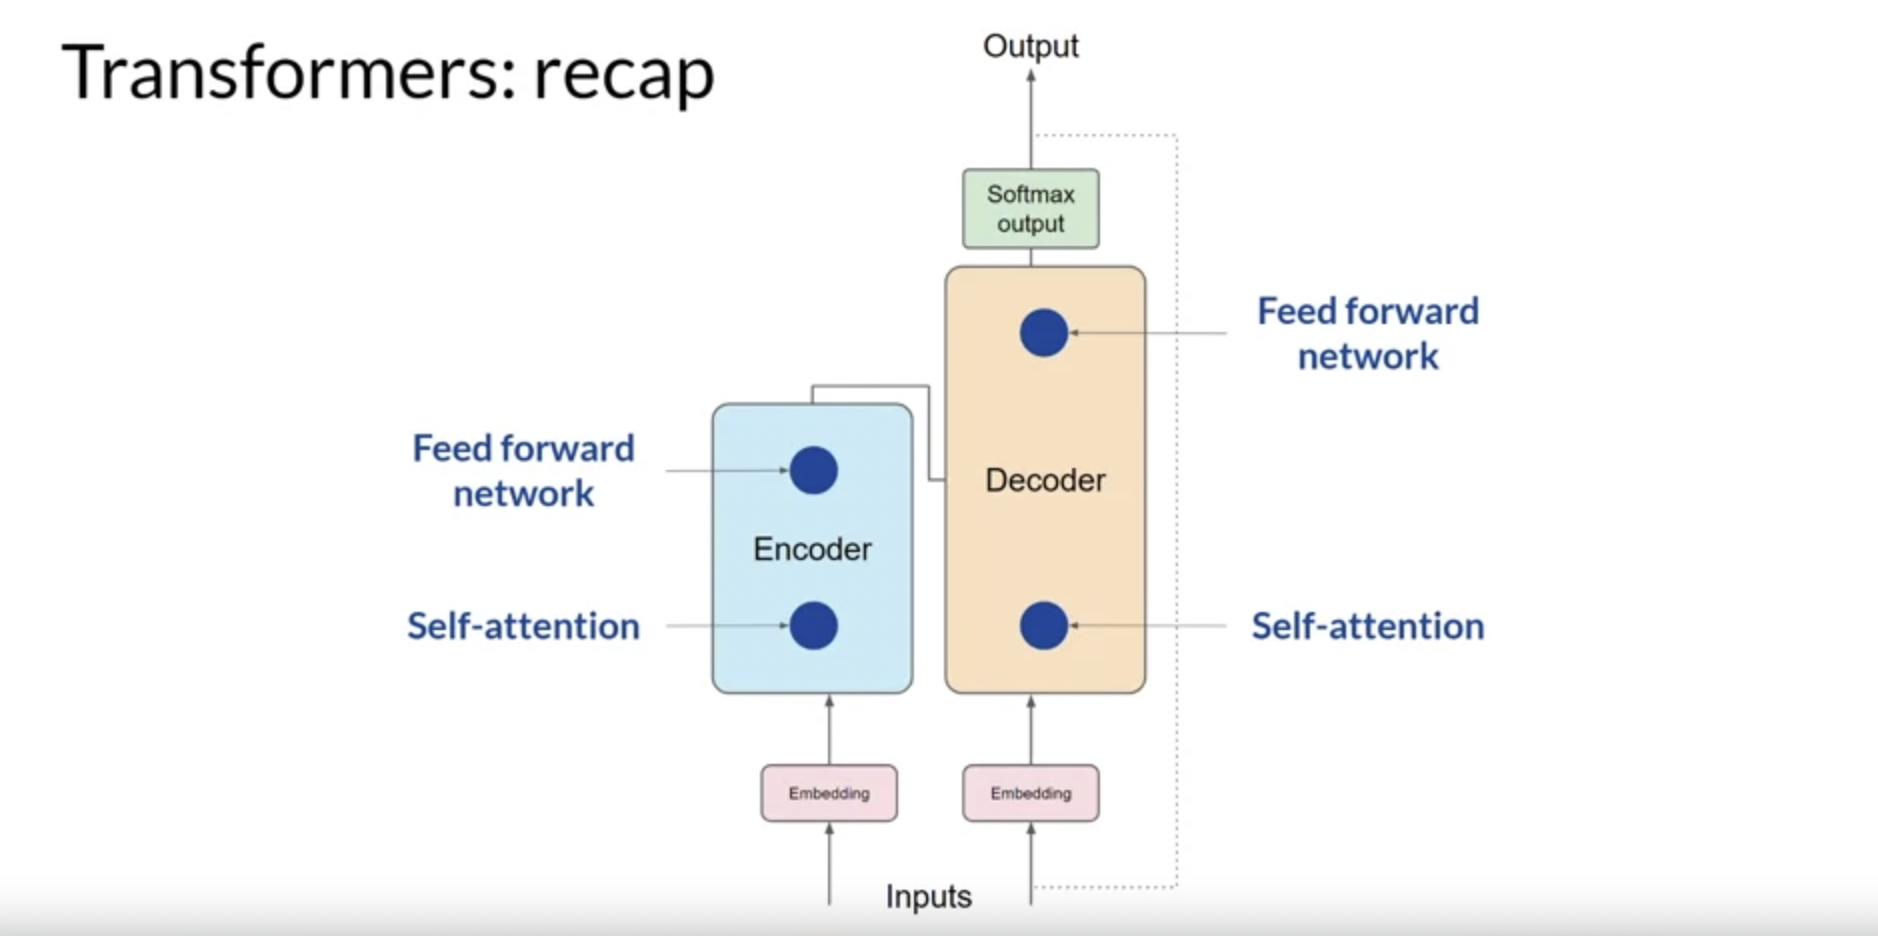 Transformers: recap
Output
Softmax
output
Feed forward
network
Feed forward
network
Decoder
Encoder
Self-attention
Self-attention
Embedding
Embedding
Inputs